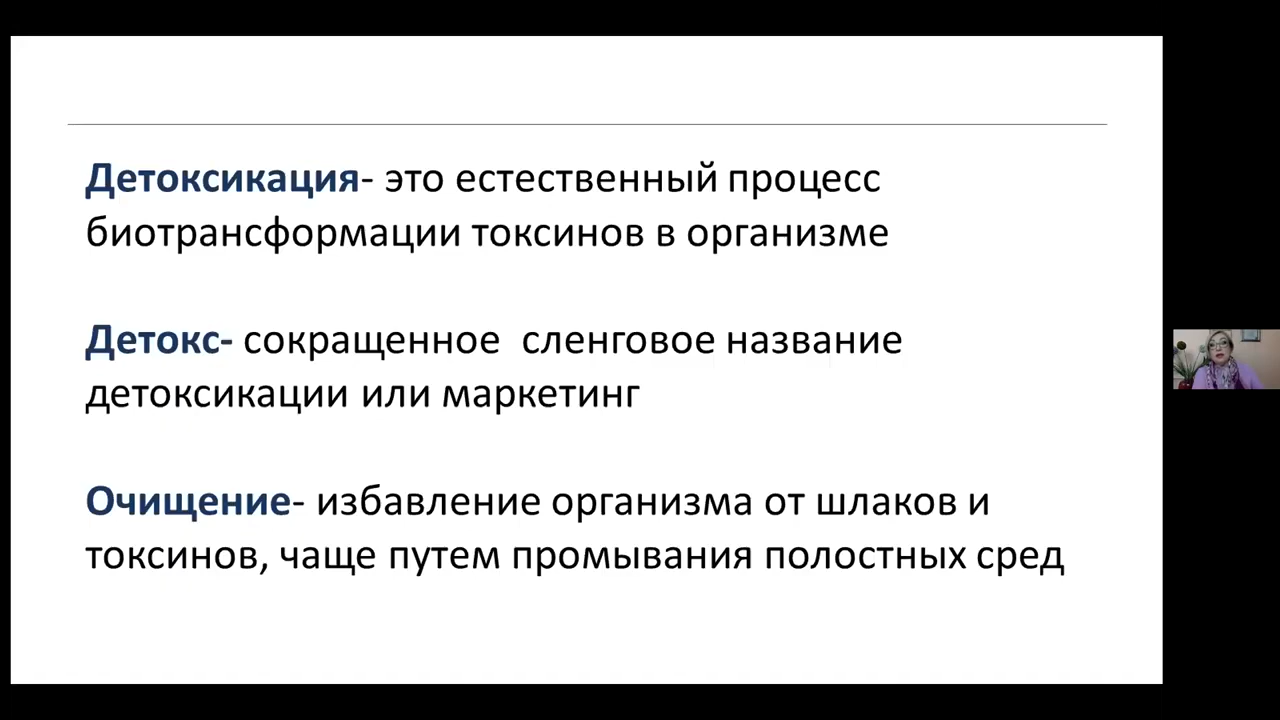 Детоксикация- это естественный процесс
биотрансформации токсинов в организме
Детокс- сокращенное  сленговое название
детоксикации или маркетинг
Очищение- избавление организма от шлаков и
токсинов, чаще путем промывания полостных сред